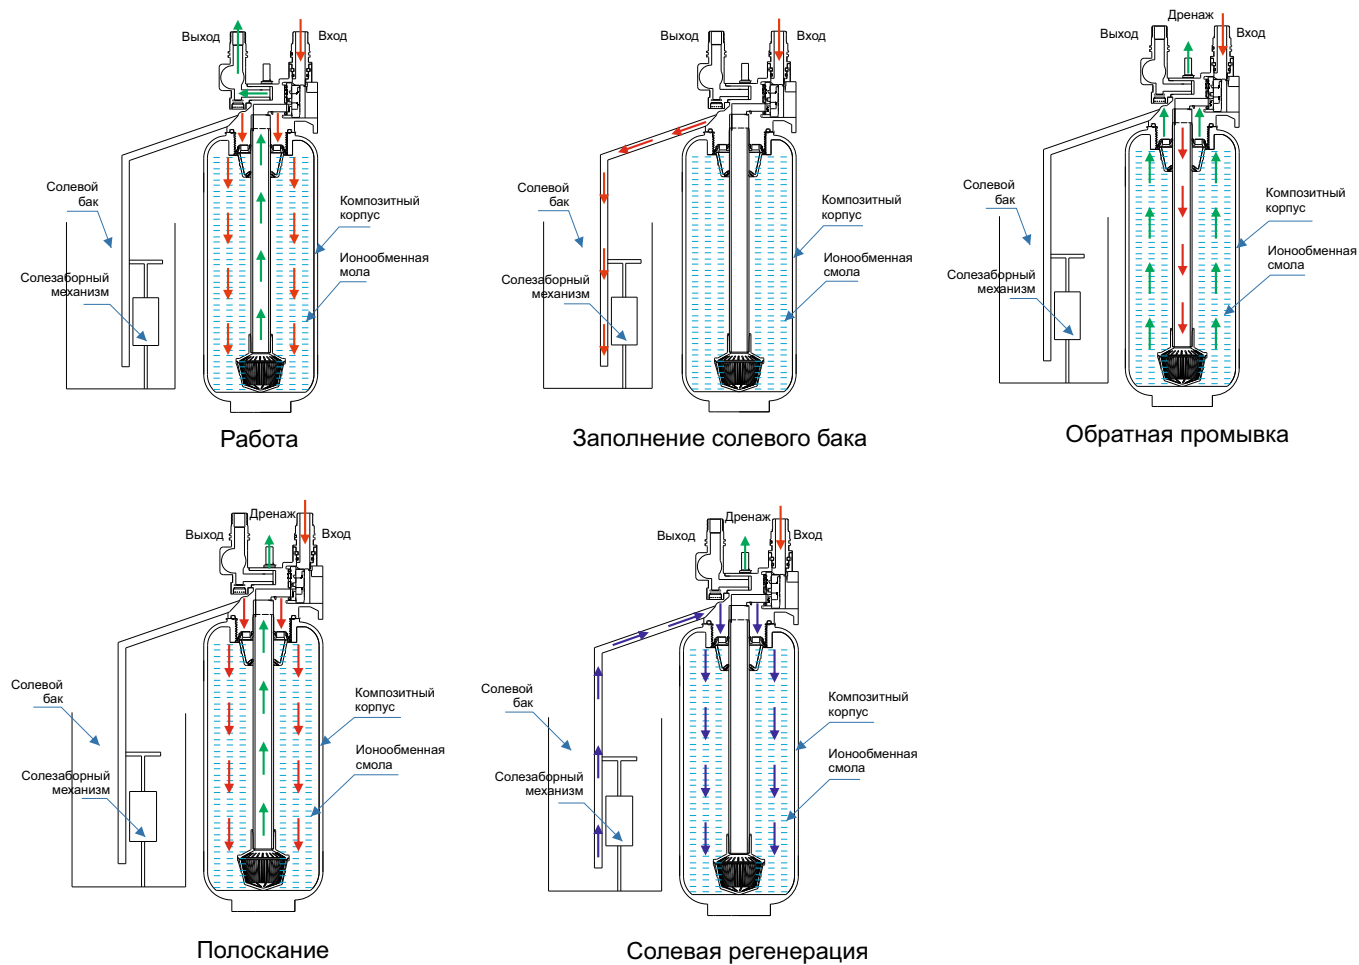 Выход
Вход
Солевой
бак
Композитный
корпус
Ионообменная
мола
Солезаборный
механизм
Работа
Выход
Вход
Солевой
бак
Композитный
корпус
Ионообменная
смола
Солезаборный
механизм
Заполнение солевого бака
Дренаж
Выход
Вход
Солевой
бак
Композитный
корпус
Ионообменная
смола
Солезаборный
механизм
Обратная промывка
Дренаж
Выход
Вход
Солевой
бак
Композитный
корпус
Ионообменная
смола
Солезаборный
механизм
Полоскание
Дренаж
Выход
Вход
Солевой
бак
Композитный
корпус
Ионообменная
смола
Солезаборный
механизм
Солевая регенерация